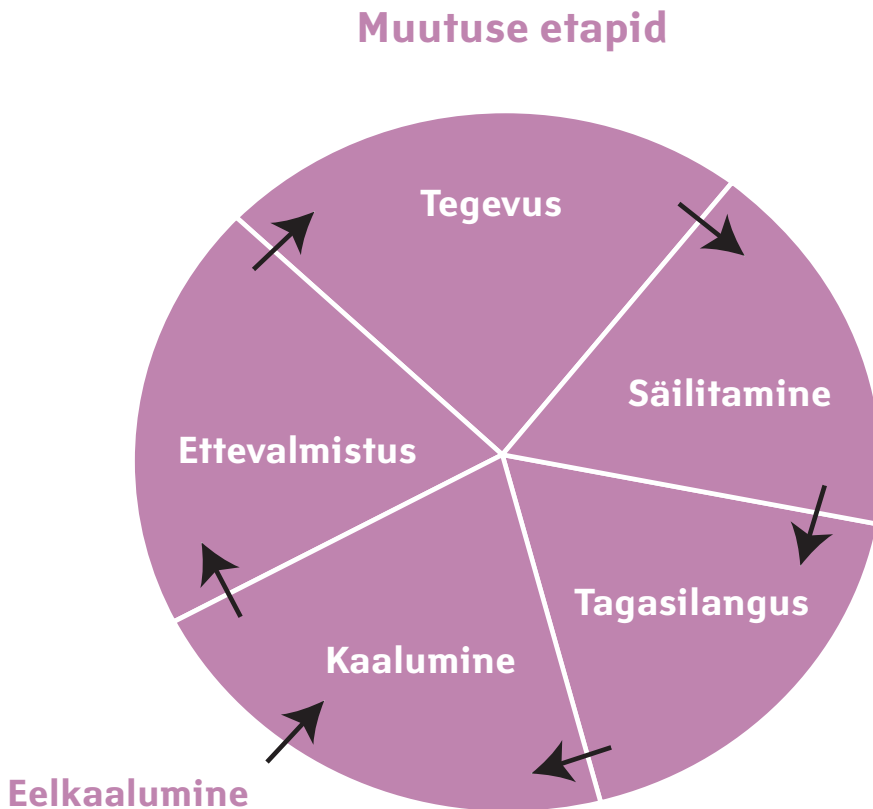 Muutuse etapid
Tegevus
Säilitamine
Ettevalmistus
Tagasilangus
Kaalumine
Eelkaalumine